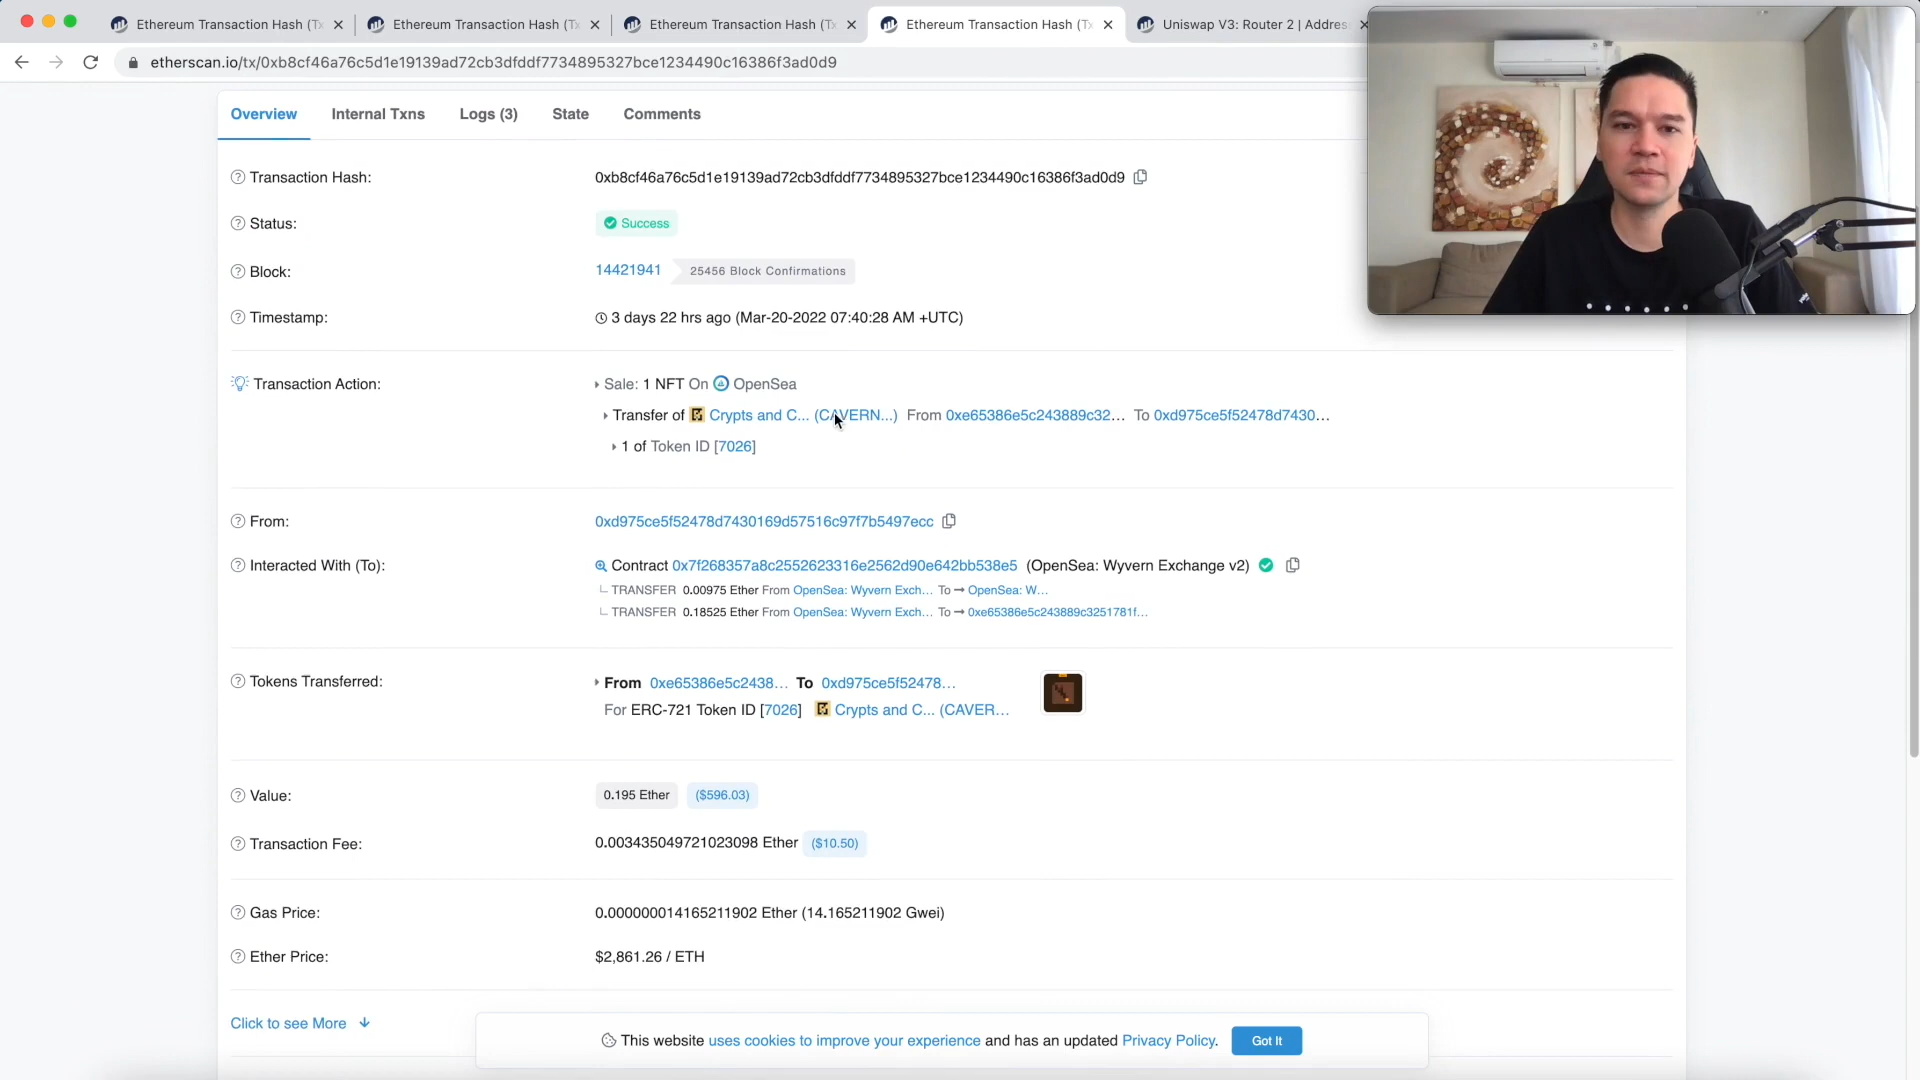 Ethereum Transaction Hash (Tx
Ethereum Transaction Hash (Tx
Ethereum Transaction Hash (Tx
Ethereum Transaction Hash (Tx
Uniswap V3: Router 2 | Address
etherscan.io/tx/0xb8cf46a76c5d1e19139ad72cb3dfddf7734895327bce1234490c16386f3ad0d9
Overview Internal Txns Logs (3) State Comments
Transaction Hash: 0xb8cf46a76c5d1e19139ad72cb3dfddf7734895327bce1234490c16386f3ad0d9
Status: Success
Block: 14421941 25456 Block Confirmations
Timestamp: 3 days 22 hrs ago (Mar-20-2022 07:40:28 AM +UTC)
Transaction Action: Sale: 1 NFT On OpenSea
Transfer of Crypts and C... (CAVERN...) From 0xe65386e5c243889c32... To 0xd975ce5f52478d7430...
1 of Token ID [7026]
From: 0xd975ce5f52478d7430169d57516c97f7b5497ecc
Interacted With (To): Contract 0x7f268357a8c2552623316e2562d90e642bb538e5 (OpenSea: Wyvern Exchange v2)
TRANSFER 0.00975 Ether From OpenSea: Wyvern Exch... To → OpenSea: W...
TRANSFER 0.18525 Ether From OpenSea: Wyvern Exch... To → 0xe65386e5c243889c3251781f...
Tokens Transferred: From 0xe65386e5c2438... To 0xd975ce5f52478...
For ERC-721 Token ID [7026] Crypts and C... (CAVER...
Value: 0.195 Ether ($596.03)
Transaction Fee: 0.003435049721023098 Ether ($10.50)
Gas Price: 0.000000014165211902 Ether (14.165211902 Gwei)
Ether Price: $2,861.26 / ETH
Click to see More
This website uses cookies to improve your experience and has an updated Privacy Policy. Got It